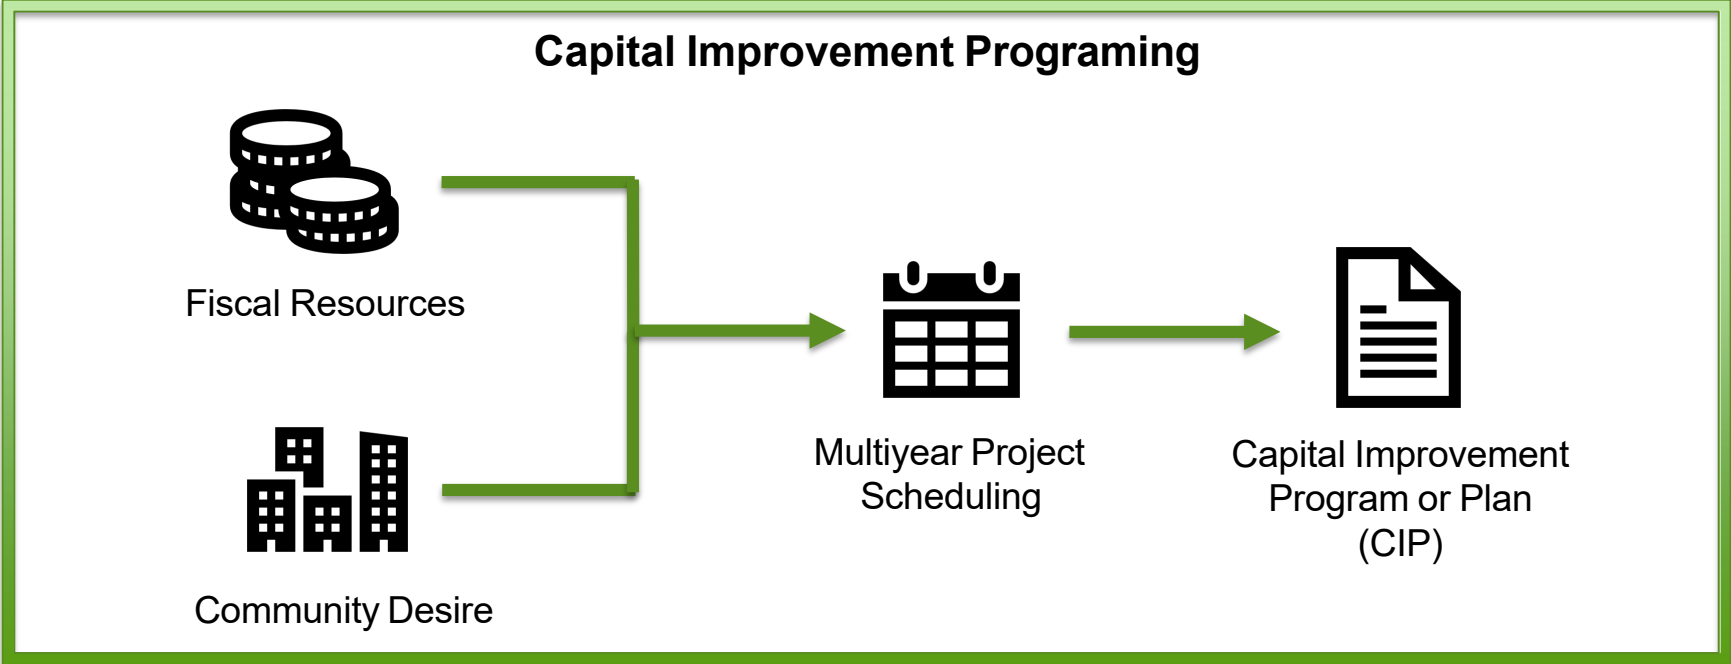 Capital Improvement Programing
Fiscal Resources
Community Desire
Multiyear Project
Scheduling
Capital Improvement
Program or Plan
(CIP)